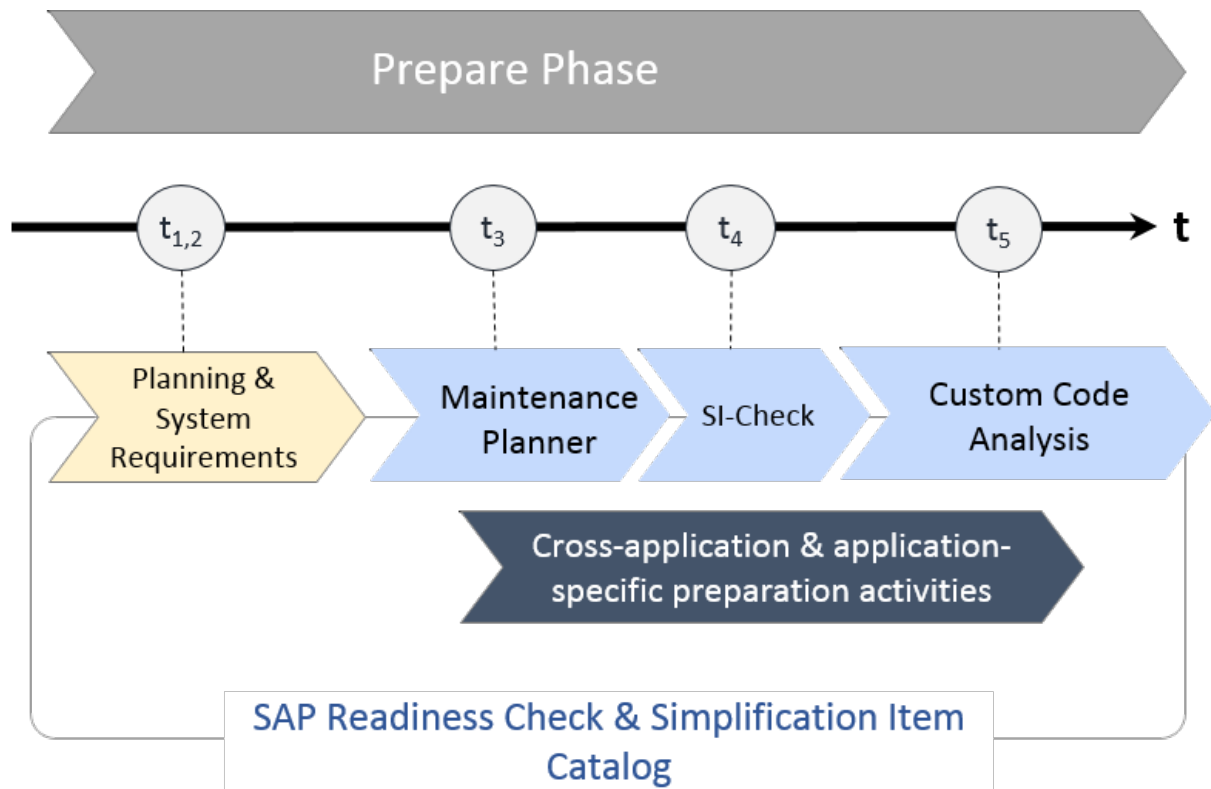 Prepare Phase
t1,2
t3
t4
t5
t
Planning &
System
Requirements
Maintenance
Planner
SI-Check
Custom Code
Analysis
Cross-application & application-
specific preparation activities
SAP Readiness Check & Simplification Item
Catalog